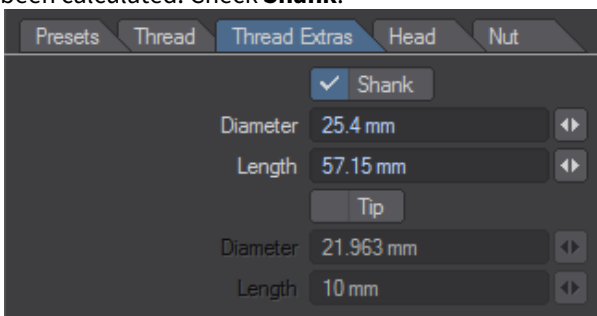 been calculated. Check Shank.
Presets Thread Thread Extras Head Nut
Shank
Diameter 25.4 mm
Length 57.15 mm
Tip
Diameter 21.963 mm
Length 10 mm